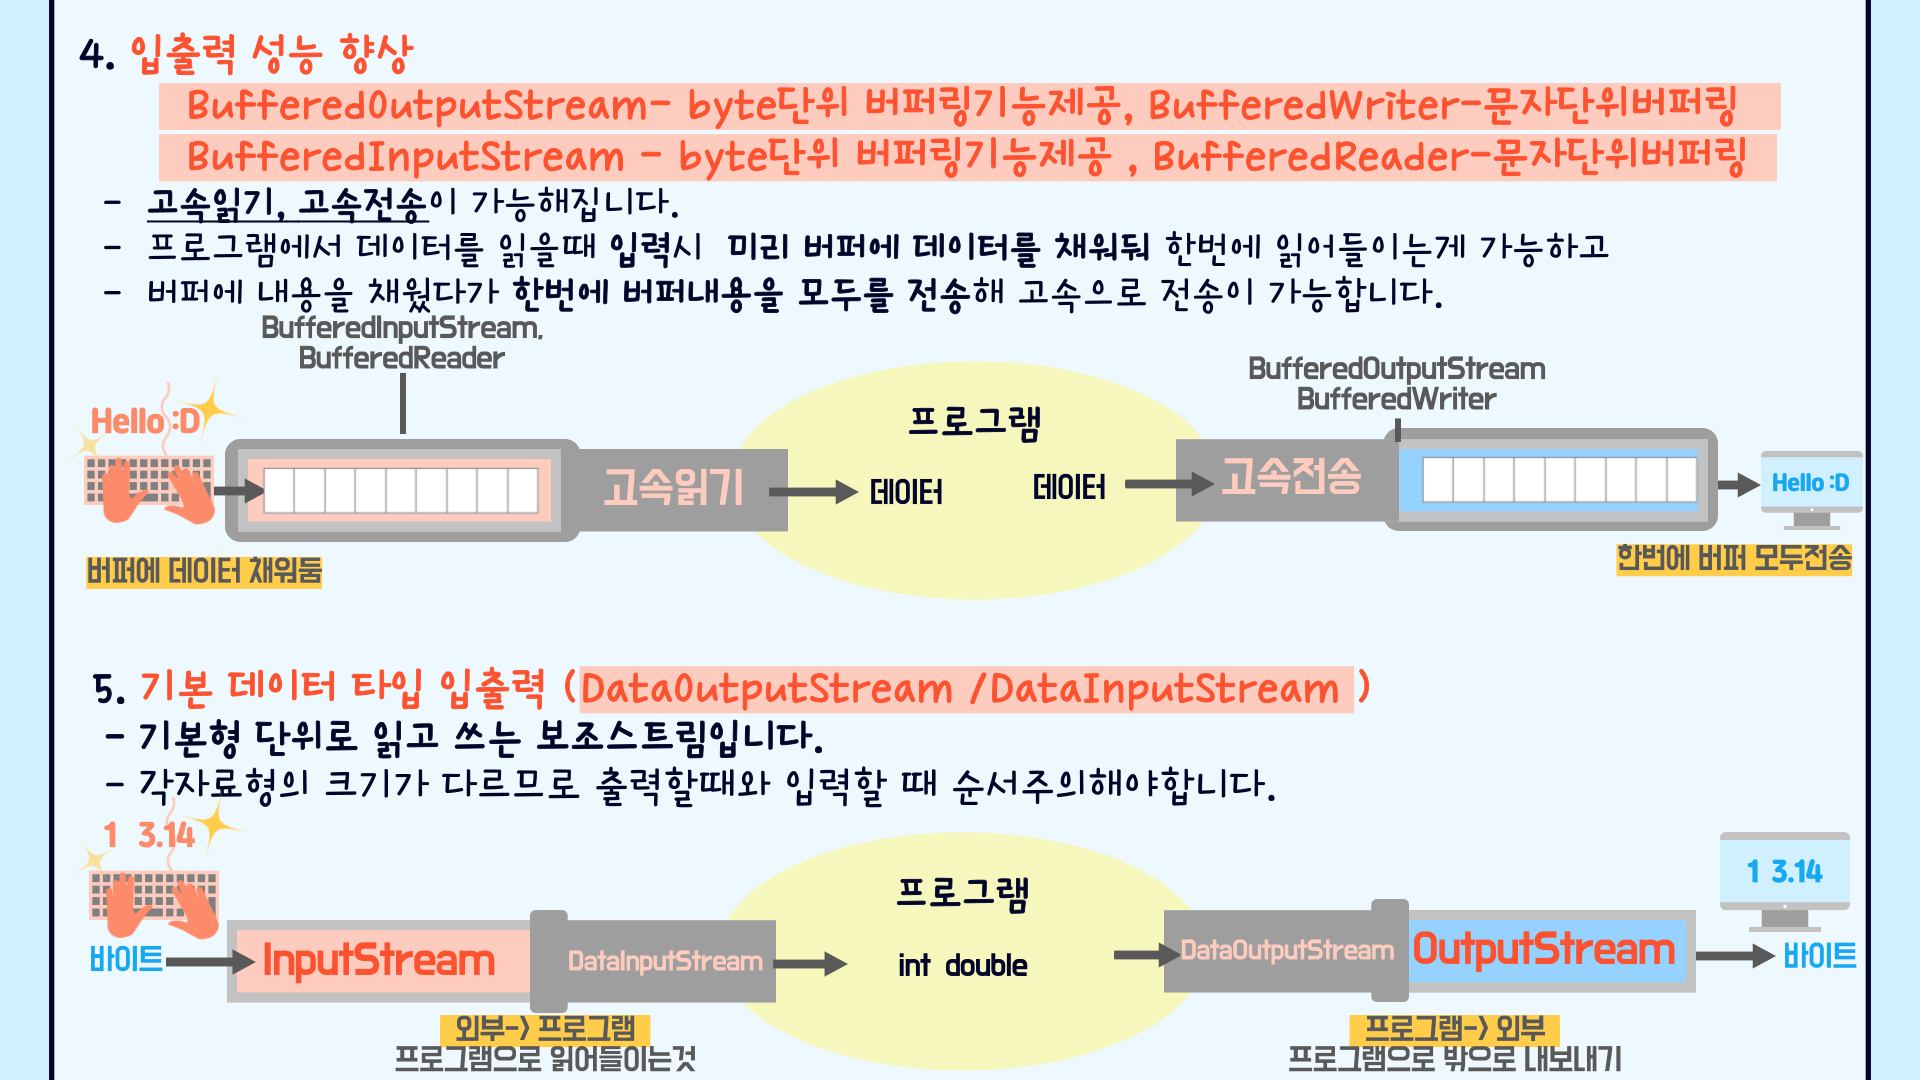 4. 입출력 성능 향상
BufferedOutputStream- byte단위 버퍼링기능제공, BufferedWriter-문자단위버퍼링
BufferedInputStream - byte단위 버퍼링기능제공 , BufferedReader-문자단위버퍼링
- 고속읽기, 고속전송이 가능해집니다.
- 프로그램에서 데이터를 읽을때 입력시 미리 버퍼에 데이터를 채워둬 한번에 읽어들이는게 가능하고
- 버퍼에 내용을 채웠다가 한번에 버퍼내용을 모두를 전송해 고속으로 전송이 가능합니다.
BufferedInputStream,
BufferedReader
BufferedOutputStream
BufferedWriter
Hello :D
프로그램
고속읽기
데이터
데이터
고속전송
Hello :D
버퍼에 데이터 채워둠
한번에 버퍼 모두전송
5. 기본 데이터 타입 입출력 (DataOutputStream /DataInputStream )
- 기본형 단위로 읽고 쓰는 보조스트림입니다.
- 각자료형의 크기가 다르므로 출력할때와 입력할 때 순서주의해야합니다.
1 3.14
프로그램
1 3.14
바이트
InputStream
DataInputStream
int double
DataOutputStream
OutputStream
바이트
외부-> 프로그램
프로그램으로 읽어들이는것
프로그램-> 외부
프로그램으로 밖으로 내보내기